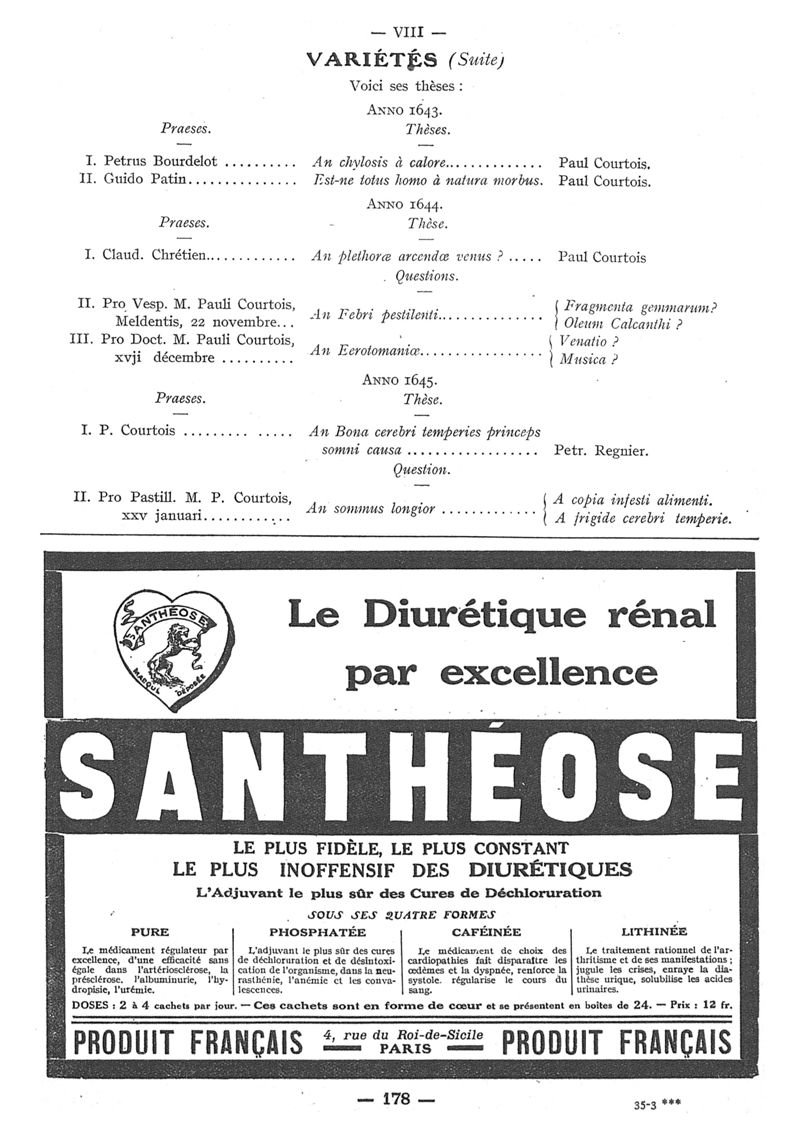 — VIII —
VARIÉTÉS (Suite)
Voici ses thèses :
ANNO 1643.
Praeses. Thèses.
I. Petrus Bourdelot .......... An chylosis à calore............. Paul Courtois.
II. Guido Patin............... Est-ne totus homo à natura morbus. Paul Courtois.
ANNO 1644.
Praeses. Thèse.
I. Claud. Chrétien............ An plethoræ arcendæ venus ? ..... Paul Courtois
Questions.
II. Pro Vesp. M. Pauli Courtois, Meldentis, 22 novembre... An Febri pestilenti.............. { Fragmenta gemmarum?
{ Oleum Calcanthi ?
III. Pro Doct. M. Pauli Courtois, xvji décembre .......... An Eerotomaniæ................. { Venatio ?
{ Musica ?
ANNO 1645.
Praeses. Thèse.
I. P. Courtois ......... ..... An Bona cerebri temperies princeps
somni causa .................. Petr. Regnier.
Question.
II. Pro Pastill. M. P. Courtois, xxv januari............ An sommus longior ............. { A copia infesti alimenti.
{ A frigide cerebri temperie.
SANTHÉOSE
MARQUE DÉPOSÉE
Le Diurétique rénal
par excellence
SANTHÉOSE
LE PLUS FIDÈLE, LE PLUS CONSTANT
LE PLUS INOFFENSIF DES DIURÉTIQUES
L'Adjuvant le plus sûr des Cures de Déchloruration
SOUS SES QUATRE FORMES
PURE
Le médicament régulateur par
excellence, d'une efficacité sans
égale dans l'artériosclérose, la
présclérose, l'albuminurie, l'hy-
dropisie, l'urémie.
PHOSPHATÉE
L'adjuvant le plus sûr des cures
de déchloruration et de désintoxi-
cation de l'organisme, dans la neu-
rasthénie, l'anémie et les conva-
lescences.
CAFÉINÉE
Le médicament de choix des
cardiopathies fait disparaître les
œdèmes et la dyspnée, renforce la
systole, régularise le cours du
sang.
LITHINÉE
Le traitement rationnel de l'ar-
thritisme et de ses manifestations ;
jugule les crises, enraye la dia-
thèse urique, solubilise les acides
urinaires.
DOSES : 2 à 4 cachets par jour. — Ces cachets sont en forme de cœur et se présentent en boîtes de 24. — Prix : 12 fr.
PRODUIT FRANÇAIS 4, rue du Roi-de-Sicile PRODUIT FRANÇAIS
PARIS
— 178 —
35-3 ***